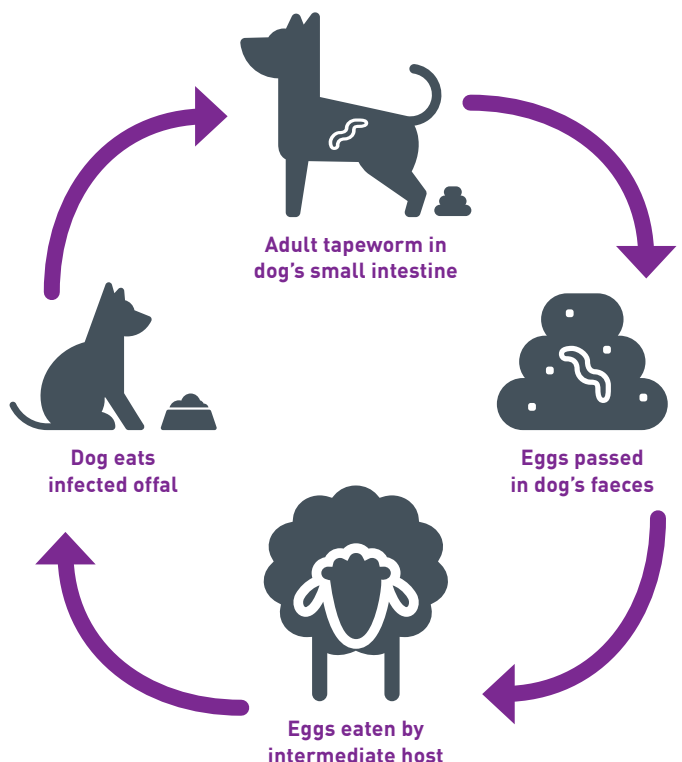 Adult tapeworm in
dog's small intestine
Eggs passed
in dog's faeces
Eggs eaten by
intermediate host
Dog eats
infected offal